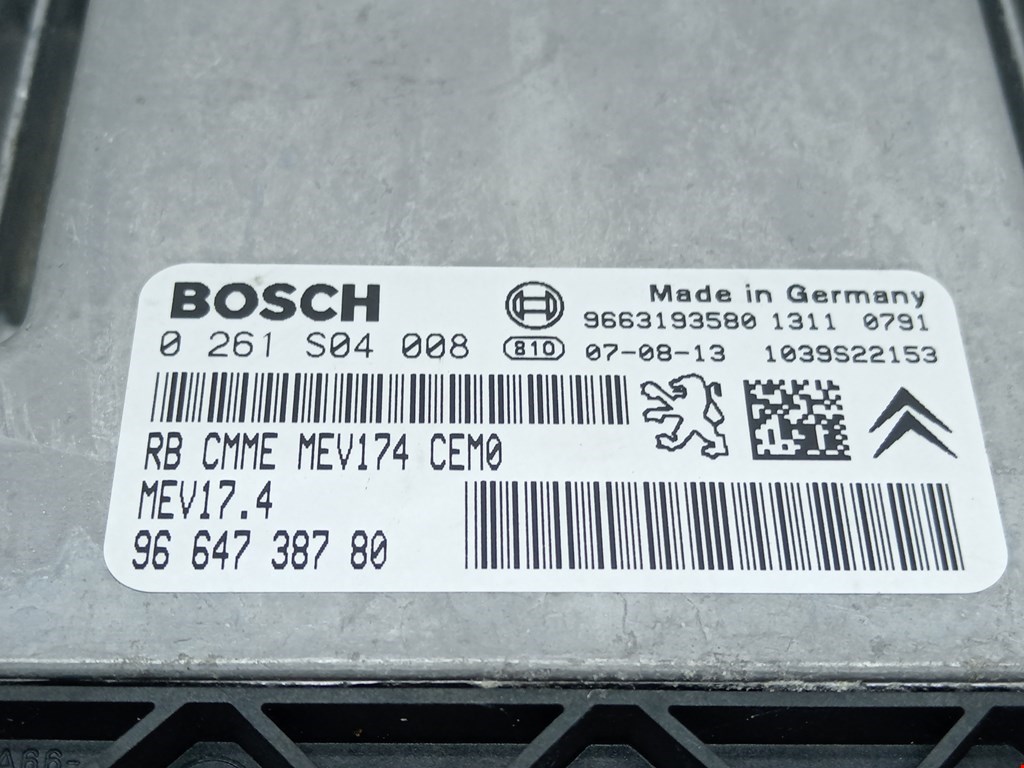 BOSCH
Made in Germany
9663193580 1311 0791
0 261 S04 008
810
07-08-13 1039S22153
RB CMME MEV174 CEM0
MEV17.4
96 647 387 80